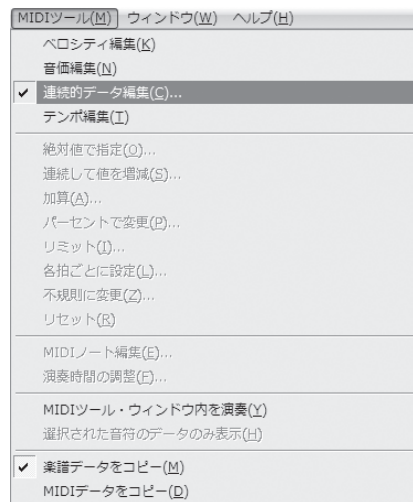 MIDIツール(M) ウィンドウ(W) ヘルプ(H)
ベロシティ編集(K)
音価編集(N)
連続的データ編集(C)...
テンポ編集(T)
絶対値で指定(O)...
連続して値を増減(S)...
加算(A)...
パーセントで変更(P)...
リミット(I)...
各拍ごとに設定(L)...
不規則に変更(Z)...
リセット(R)
MIDIノート編集(E)...
演奏時間の調整(F)...
MIDIツール・ウィンドウ内を演奏(Y)
選択された音符のデータのみ表示(H)
楽譜データをコピー(M)
MIDIデータをコピー(D)